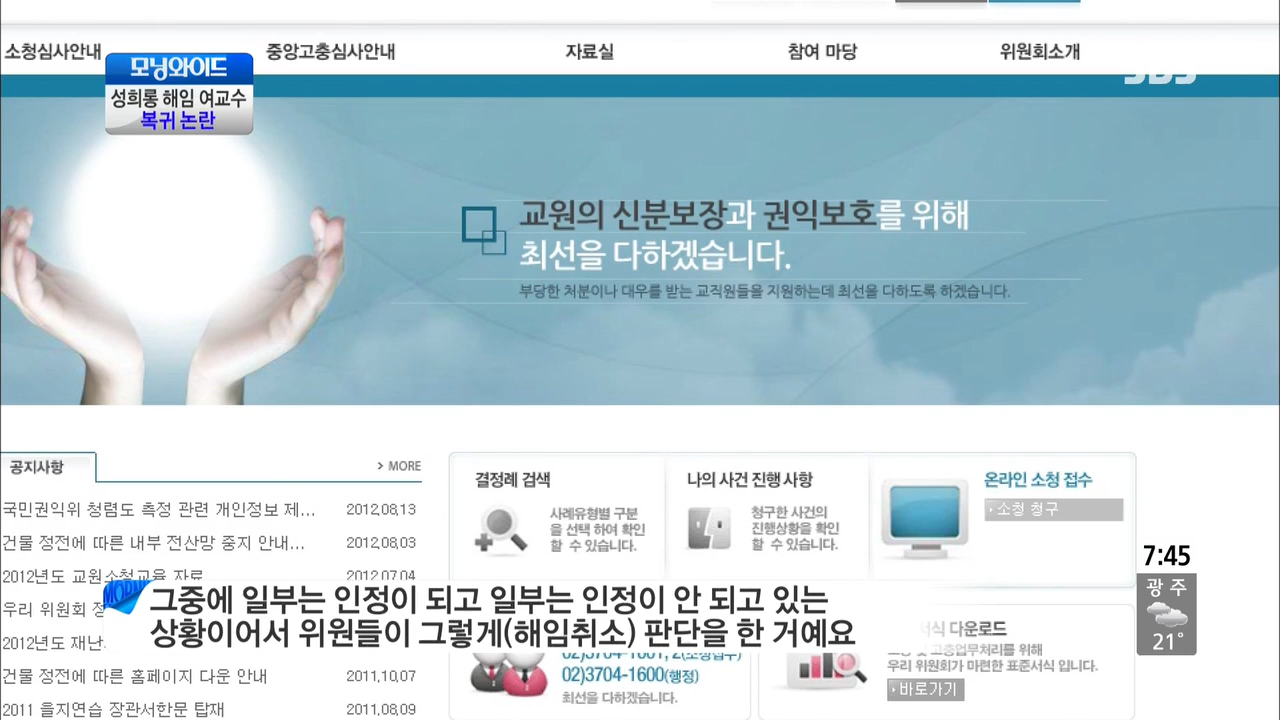 소청심사안내 중앙고충심사안내 자료실 참여 마당 위원회소개
모닝와이드
성희롱 해임 여교수
복귀 논란
SBS
교원의 신분보장과 권익보호를 위해
최선을 다하겠습니다.
부당한 처분이나 대우를 받는 교직원들을 지원하는데 최선을 다하도록 하겠습니다.
공지사항 > MORE
국민권익위 청렴도 측정 관련 개인정보 제... 2012,08,13
건물 정전에 따른 내부 전산망 중지 안내... 2012,08,03
2012년도 교원소청교육 자료 2012,07,04
우리 위원회 정
2012년도 재난
건물 정전에 따른 홈페이지 다운 안내 2011,10,07
2011 을지연습 장관서한문 탑재 2011,08,09
결정례 검색
사례유형별 구분
을 선택 하여 확인
할 수 있습니다.
나의 사건 진행사항
청구한 사건의
진행상황을 확인
할 수 있습니다.
온라인 소청 접수
소청 청구
7:45
광주
21°
그중에 일부는 인정이 되고 일부는 인정이 안 되고 있는
상황이어서 위원들이 그렇게(해임취소) 판단을 한 거예요
02)3704-1600(행정)
최선을 다하겠습니다.
서식 다운로드
우리 위원회가 마련한 표준서식 입니다.
바로가기